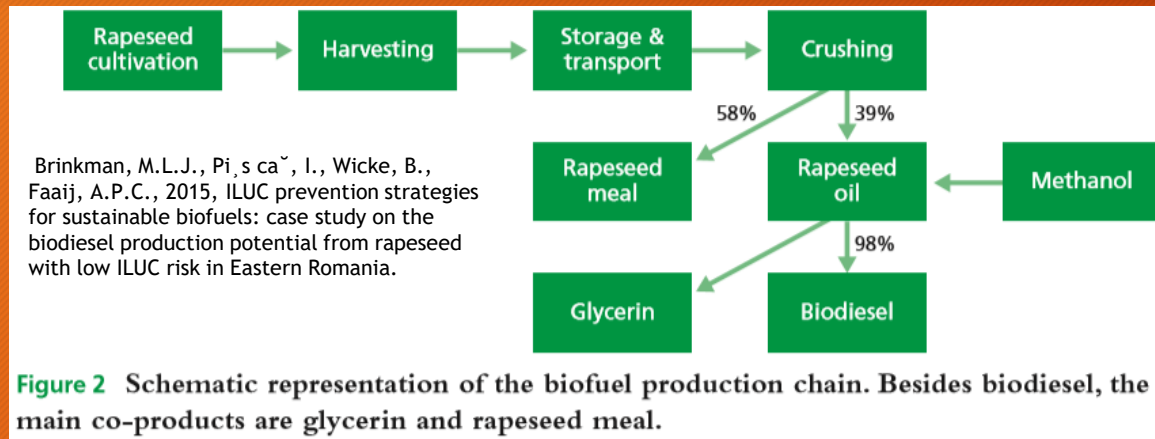 Rapeseed
cultivation
Harvesting
Storage &
transport
Crushing
58%
39%
Brinkman, M.L.J., Pi¸s ca˘, I., Wicke, B.,
Faaij, A.P.C., 2015, ILUC prevention strategies
for sustainable biofuels: case study on the
biodiesel production potential from rapeseed
with low ILUC risk in Eastern Romania.
Rapeseed
meal
Rapeseed
oil
Methanol
98%
Glycerin
Biodiesel
Figure 2 Schematic representation of the biofuel production chain. Besides biodiesel, the
main co-products are glycerin and rapeseed meal.